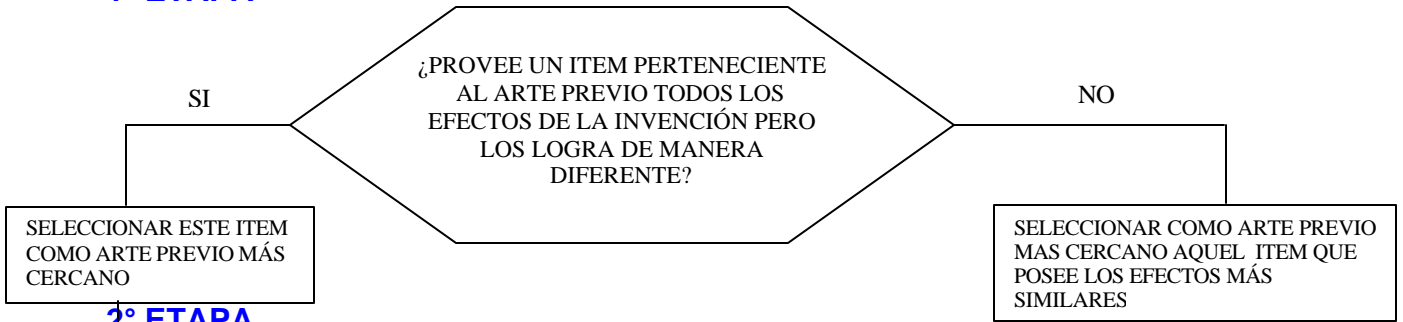 ¿PROVEE UN ITEM PERTENECIENTE
AL ARTE PREVIO TODOS LOS
EFECTOS DE LA INVENCIÓN PERO
LOS LOGRA DE MANERA
DIFERENTE?
SI
NO
SELECCIONAR ESTE ITEM
COMO ARTE PREVIO MÁS
CERCANO
SELECCIONAR COMO ARTE PREVIO
MAS CERCANO AQUEL ITEM QUE
POSEE LOS EFECTOS MÁS
SIMILARES
2° ETAPA